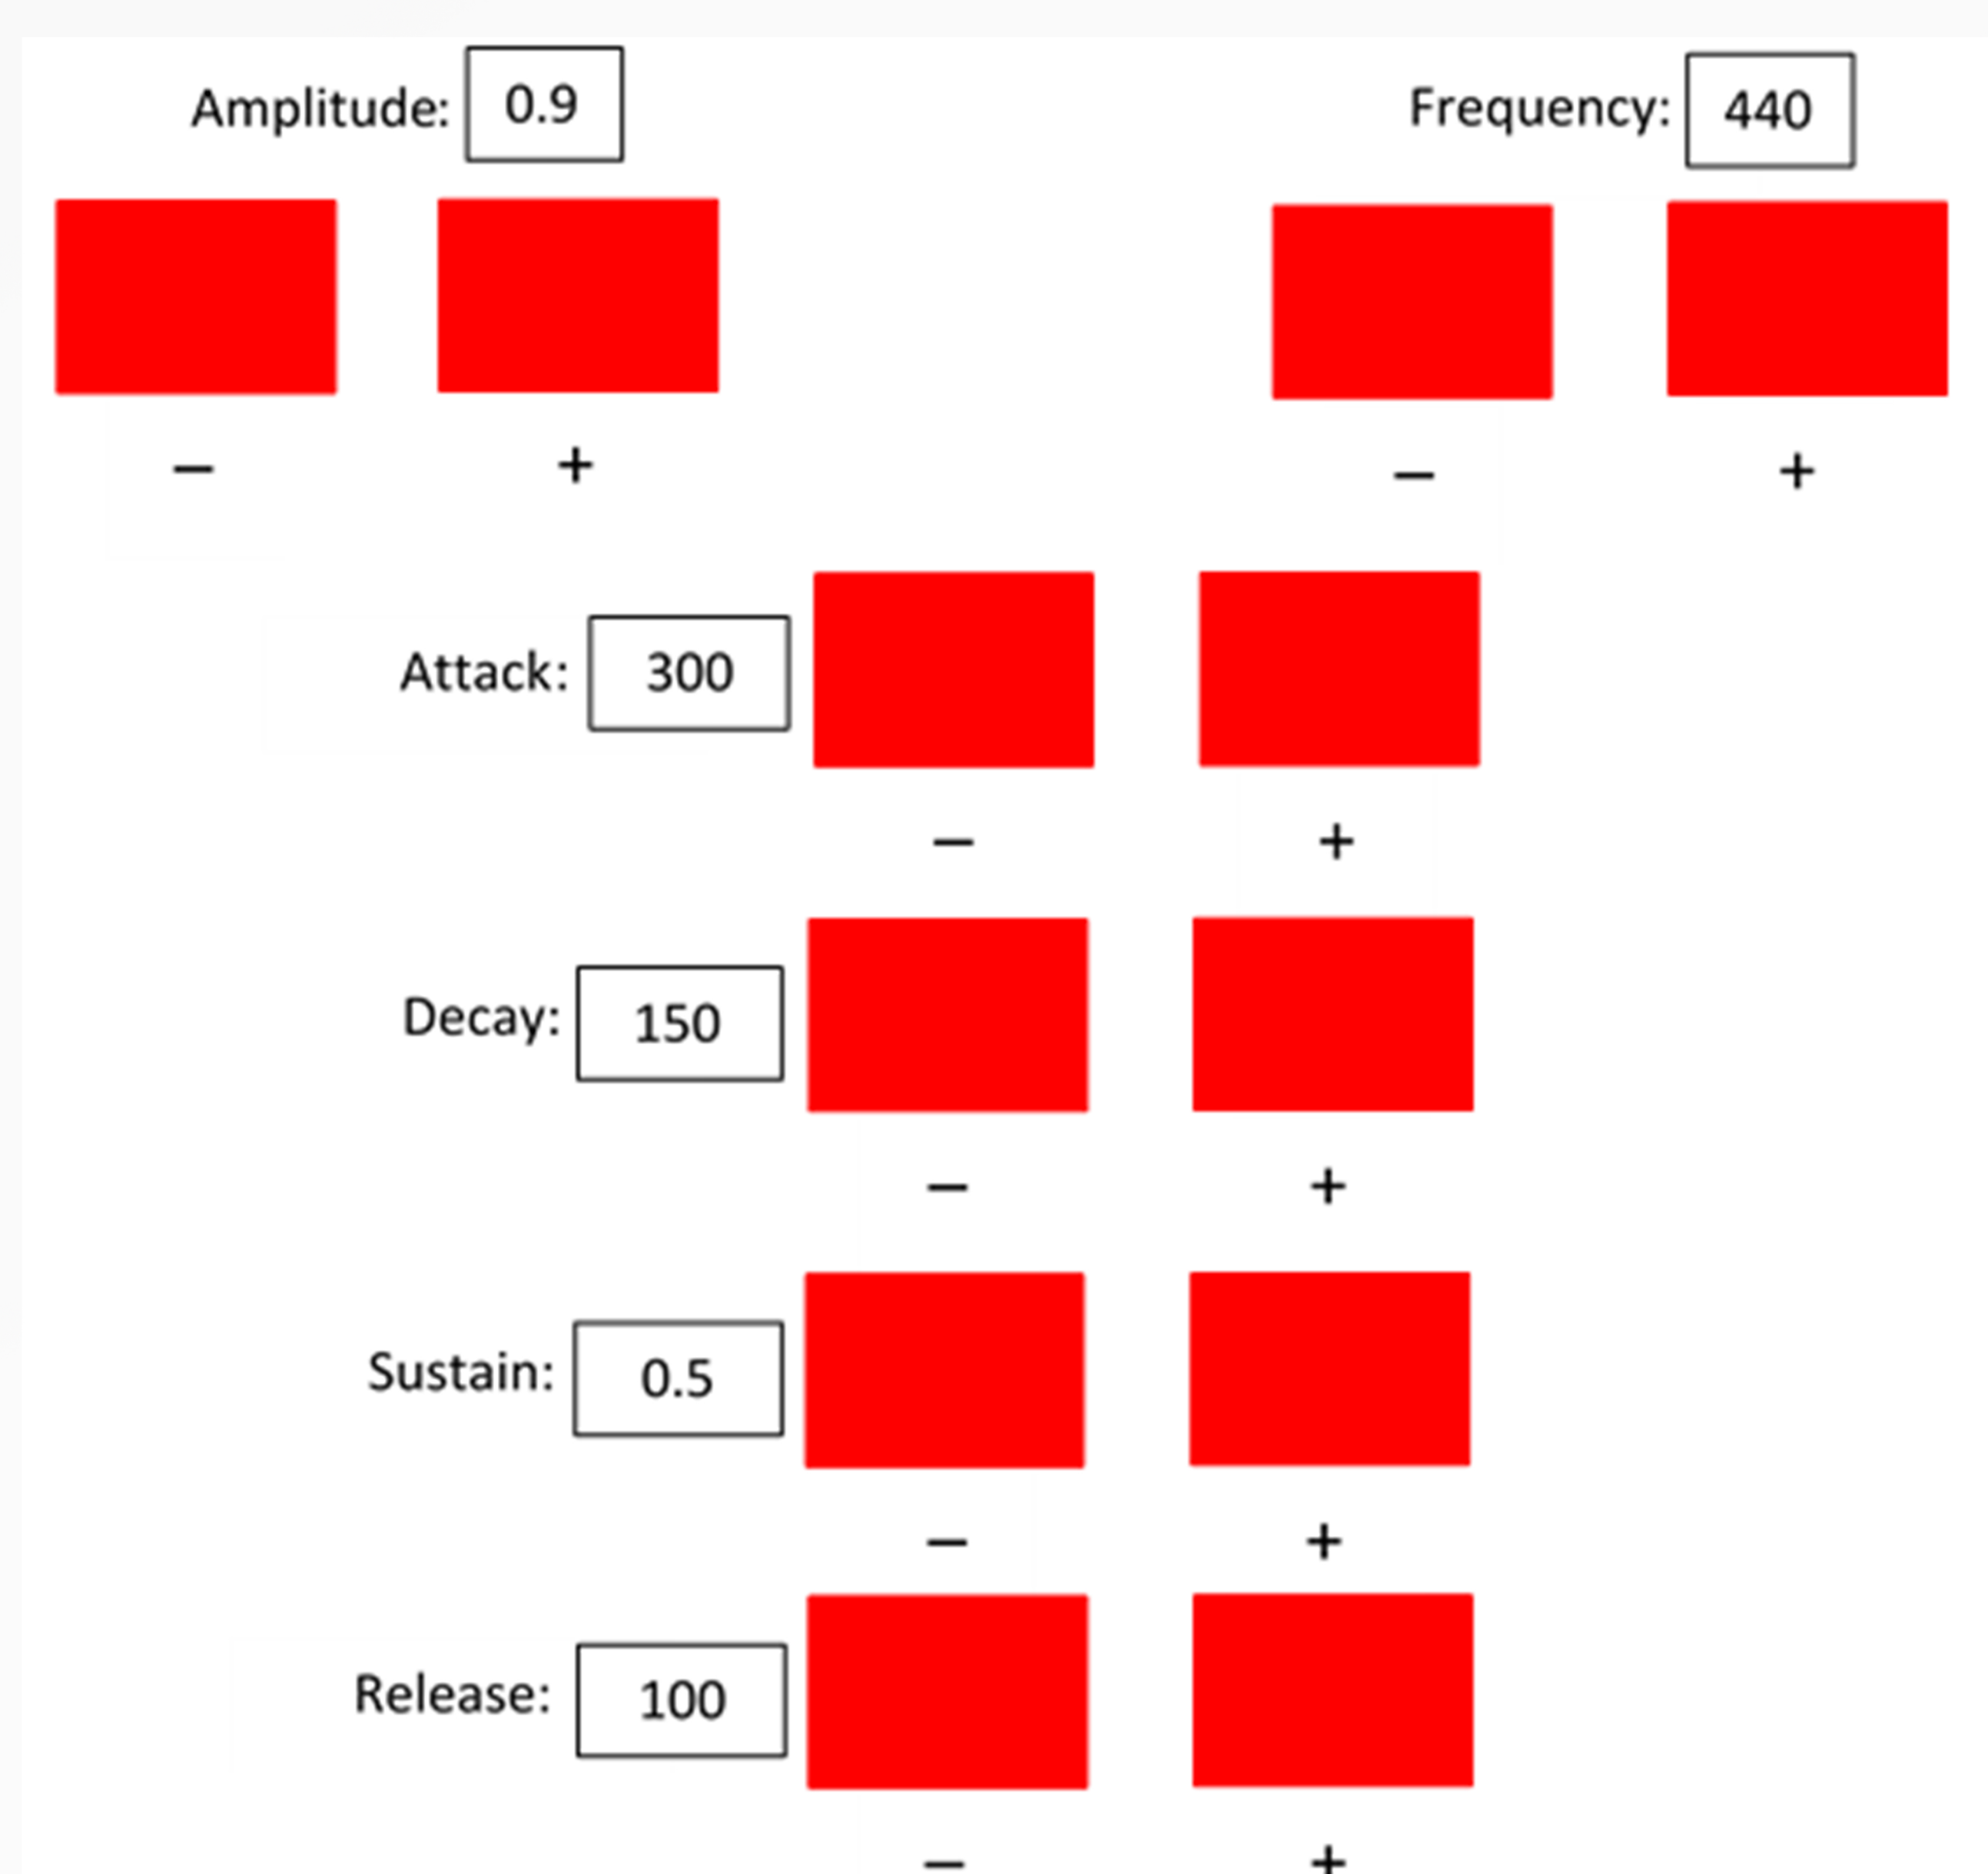 Amplitude: 0.9 Frequency: 440
– + – +
Attack: 300
– +
Decay: 150
– +
Sustain: 0.5
– +
Release: 100
– +